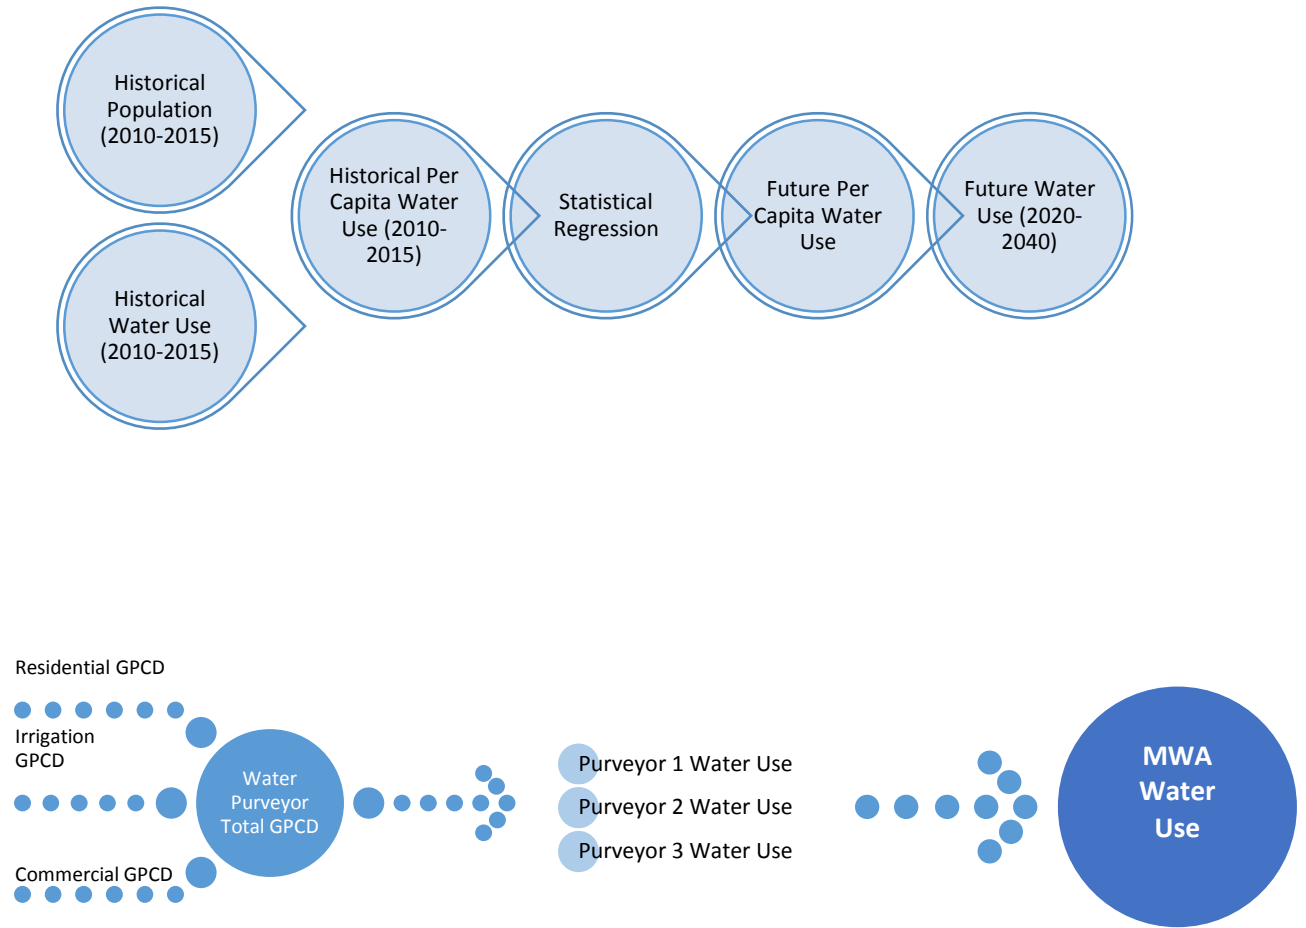 Historical
Population
(2010-2015)
Historical
Water Use
(2010-2015)
Historical Per
Capita Water
Use (2010-
2015)
Statistical
Regression
Future Per
Capita Water
Use
Future Water
Use (2020-
2040)
Residential GPCD
Irrigation
GPCD
Commercial GPCD
Water
Purveyor
Total GPCD
Purveyor 1 Water Use
Purveyor 2 Water Use
Purveyor 3 Water Use
MWA
Water
Use